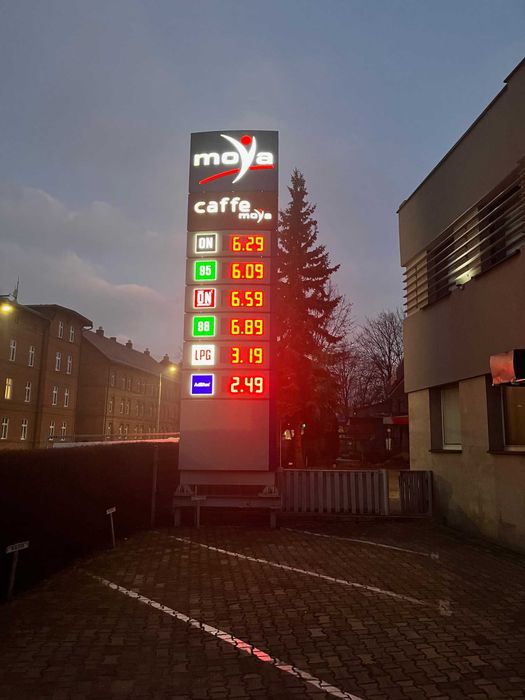 moya
caffe
moya
ON 6.29
95 6.09
ON 6.59
98 6.89
LPG 3.19
AdBlue 2.49